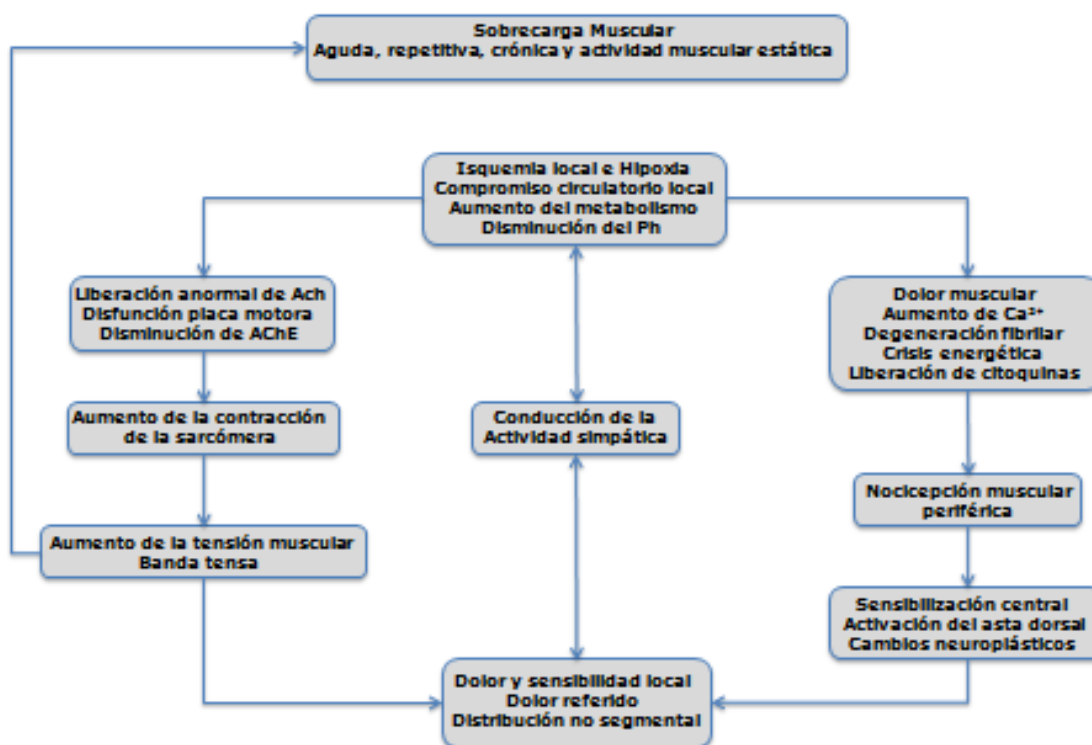 Sobrecarga Muscular
Aguda, repetitiva, crónica y actividad muscular estática
Isquemia local e Hipoxia
Compromiso circulatorio local
Aumento del metabolismo
Disminución del Ph
Liberación anormal de Ach
Disfunción placa motora
Disminución de AChE
Dolor muscular
Aumento de Ca²⁺
Degeneración fibrilar
Crisis energética
Liberación de citoquinas
Aumento de la contracción
de la sarcómera
Conducción de la
Actividad simpática
Nocicepción muscular
periférica
Aumento de la tensión muscular
Banda tensa
Sensibilización central
Activación del asta dorsal
Cambios neuroplásticos
Dolor y sensibilidad local
Dolor referido
Distribución no segmental